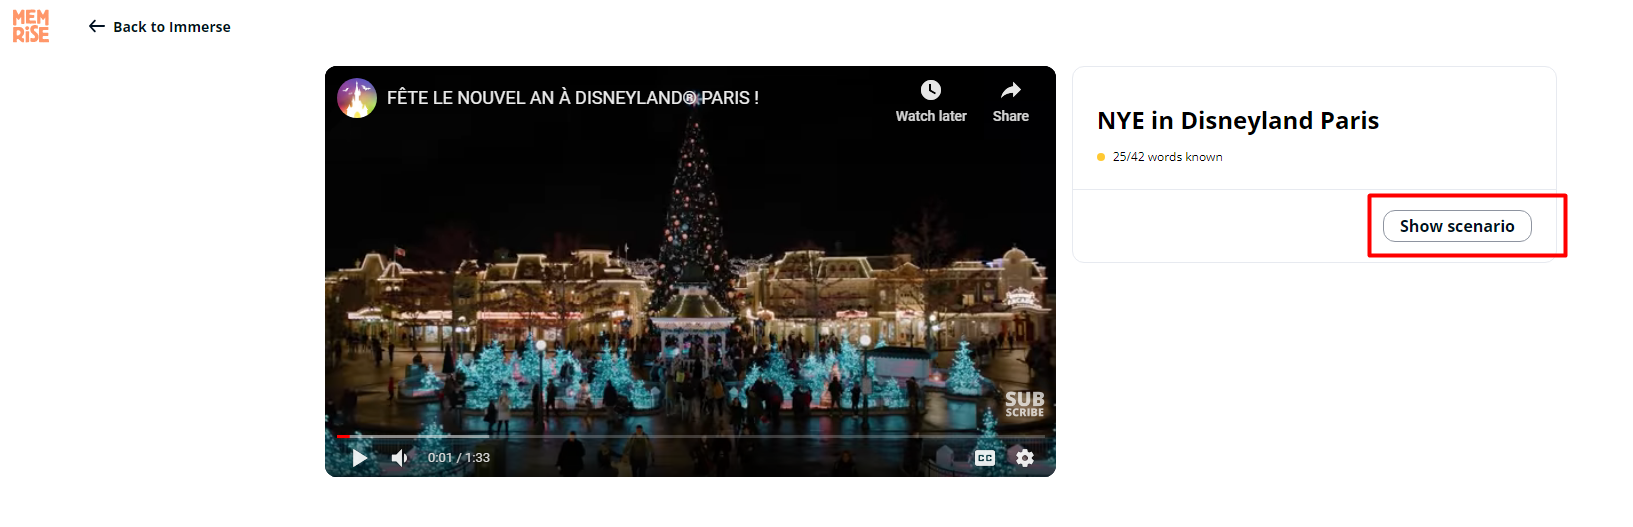 MEM
RiSE
Back to Immerse
FÊTE LE NOUVEL AN À DISNEYLAND® PARIS !
Watch later
Share
SUB
SCRIBE
0:01 / 1:33
CC
NYE in Disneyland Paris
25/42 words known
Show scenario